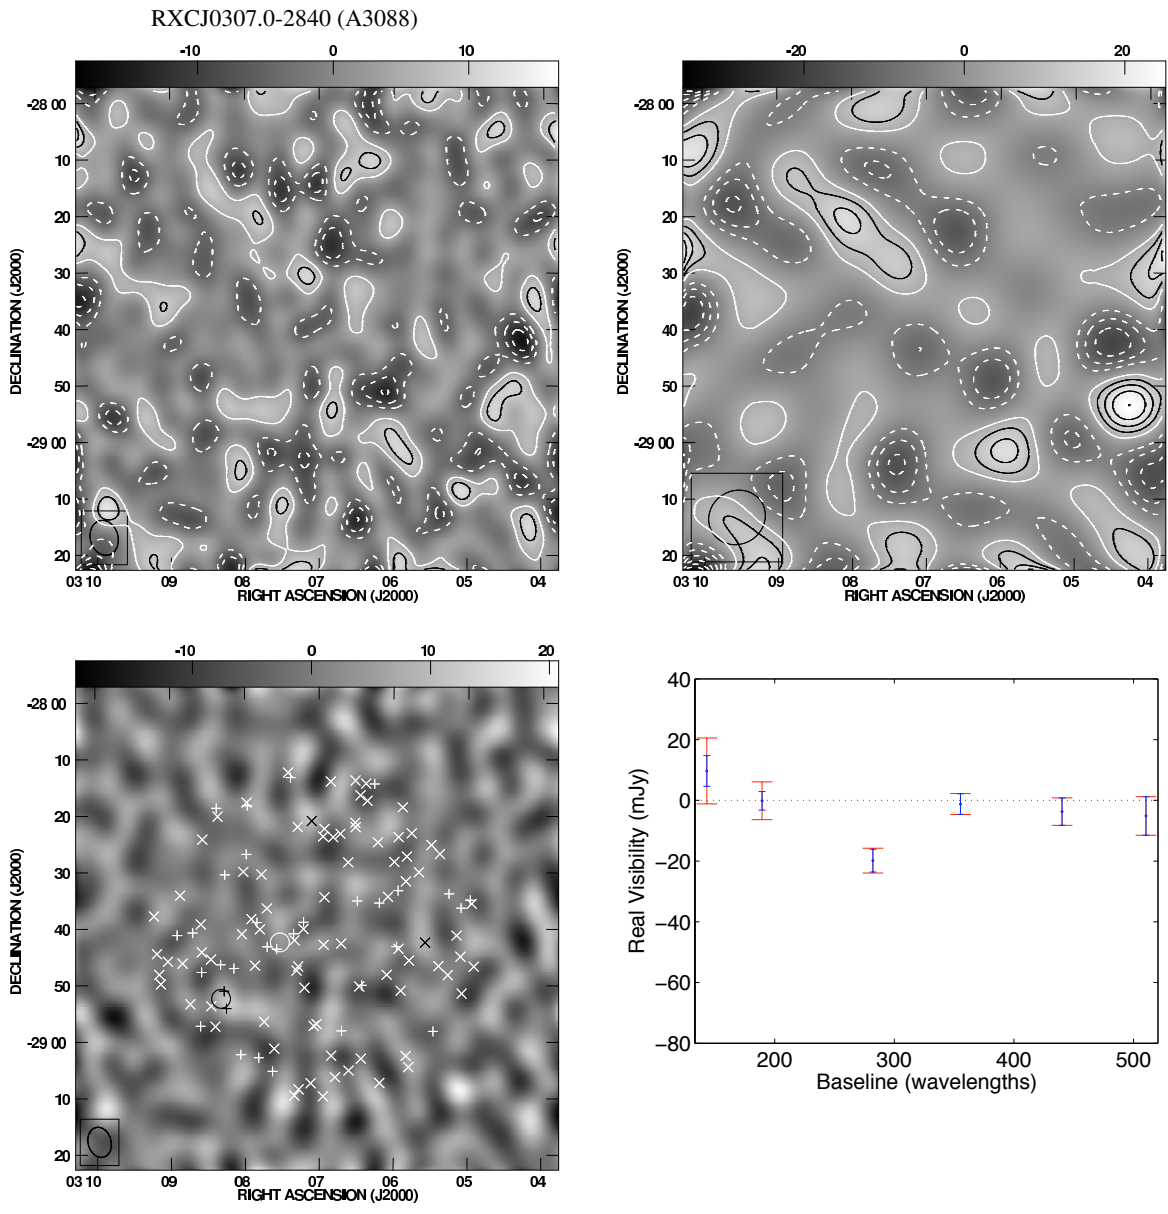 RXCJ0307.0-2840 (A3088)
-10 0 10
-20 0 20
-28 00
10
20
30
40
50
-29 00
10
20
DECLINATION (J2000)
03 10 09 08 07 06 05 04
RIGHT ASCENSION (J2000)
-28 00
10
20
30
40
50
-29 00
10
20
DECLINATION (J2000)
03 10 09 08 07 06 05 04
RIGHT ASCENSION (J2000)
-10 0 10 20
-28 00
10
20
30
40
50
-29 00
10
20
DECLINATION (J2000)
03 10 09 08 07 06 05 04
RIGHT ASCENSION (J2000)
40
20
0
−20
−40
−60
−80
Real Visibility (mJy)
200 300 400 500
Baseline (wavelengths)